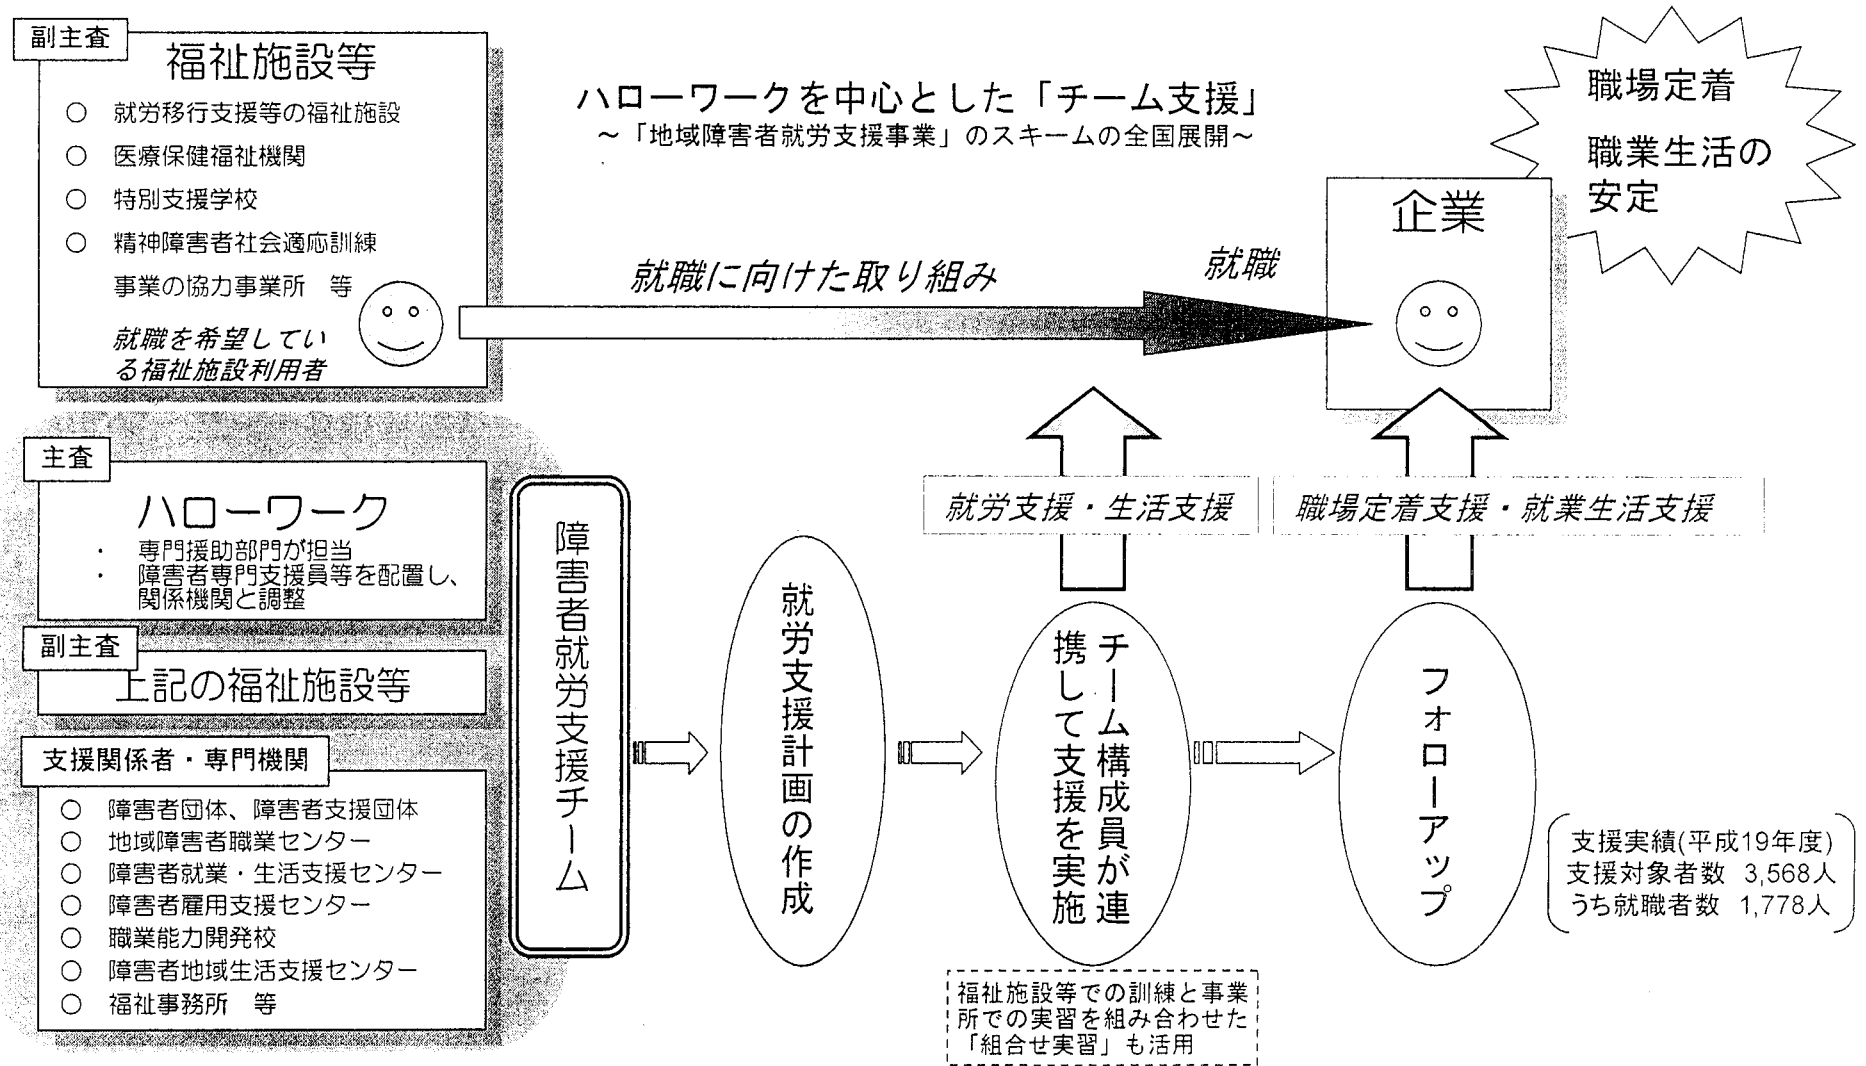 副主査
福祉施設等
○ 就労移行支援等の福祉施設
○ 医療保健福祉機関
○ 特別支援学校
○ 精神障害者社会適応訓練
事業の協力事業所　等
就職を希望してい
る福祉施設利用者
ハローワークを中心とした「チーム支援」
～「地域障害者就労支援事業」のスキームの全国展開～
職場定着
職業生活の
安定
企業
就職に向けた取り組み
就職
主査
ハローワーク
・ 専門援助部門が担当
・ 障害者専門支援員等を配置し、
関係機関と調整
副主査
上記の福祉施設等
支援関係者・専門機関
○ 障害者団体、障害者支援団体
○ 地域障害者職業センター
○ 障害者就業・生活支援センター
○ 障害者雇用支援センター
○ 職業能力開発校
○ 障害者地域生活支援センター
○ 福祉事務所　等
障害者就労支援チーム
就労支援計画の作成
就労支援・生活支援
チーム構成員が連
携して支援を実施
福祉施設等での訓練と事業
所での実習を組み合わせた
「組合せ実習」も活用
職場定着支援・就業生活支援
フォローアップ
支援実績(平成19年度)
支援対象者数 3,568人
うち就職者数 1,778人